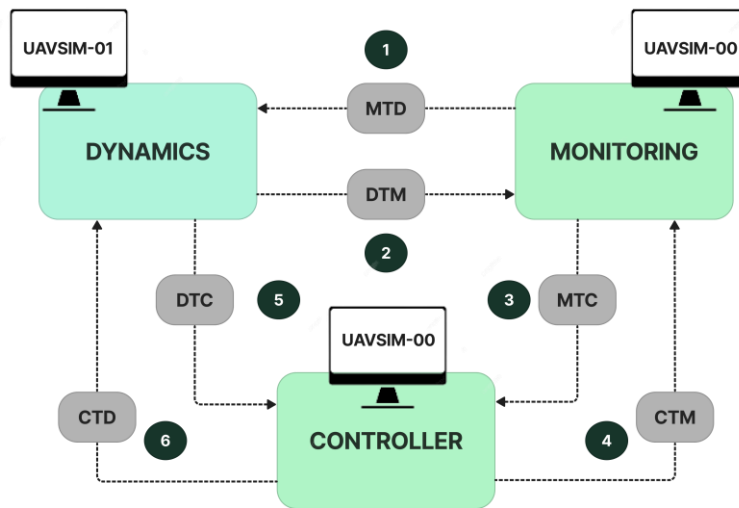 UAVSIM-01
UAVSIM-00
1
MTD
DYNAMICS
MONITORING
DTM
2
DTC
5
3
MTC
UAVSIM-00
CTD
6
CONTROLLER
4
CTM